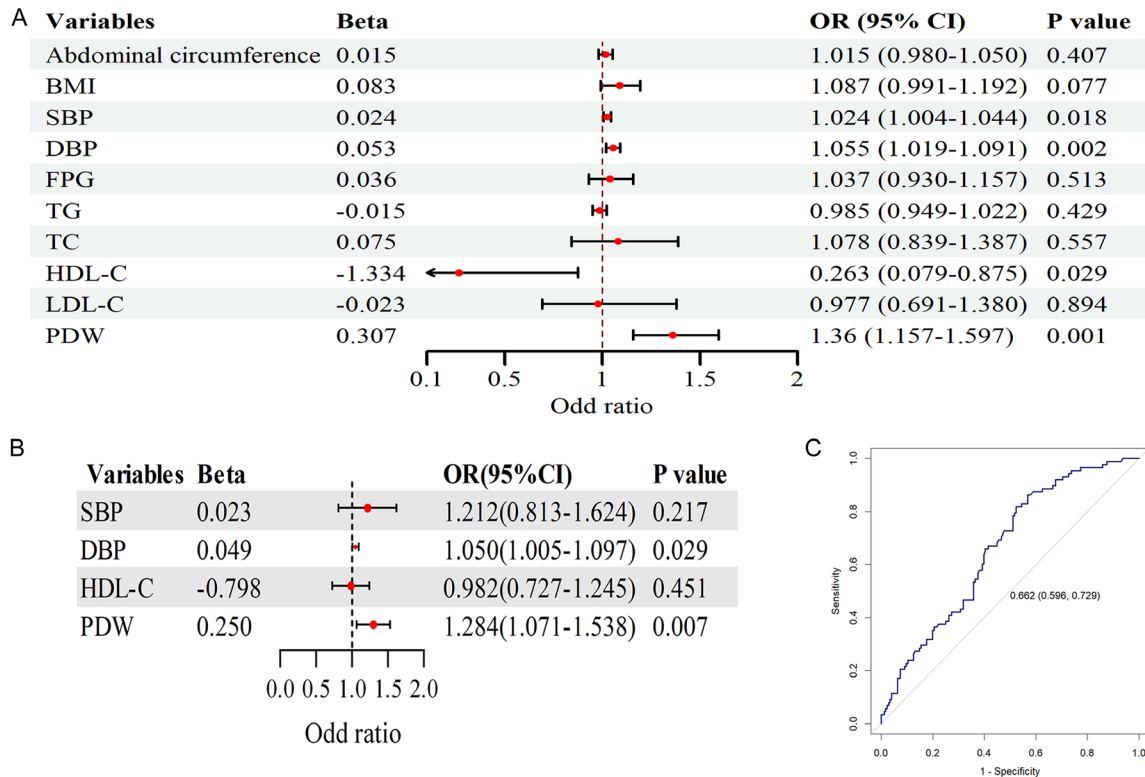 A
Variables Beta OR (95% CI) P value
Abdominal circumference 0.015 1.015 (0.980-1.050) 0.407
BMI 0.083 1.087 (0.991-1.192) 0.077
SBP 0.024 1.024 (1.004-1.044) 0.018
DBP 0.053 1.055 (1.019-1.091) 0.002
FPG 0.036 1.037 (0.930-1.157) 0.513
TG -0.015 0.985 (0.949-1.022) 0.429
TC 0.075 1.078 (0.839-1.387) 0.557
HDL-C -1.334 0.263 (0.079-0.875) 0.029
LDL-C -0.023 0.977 (0.691-1.380) 0.894
PDW 0.307 1.36 (1.157-1.597) 0.001
0.1 0.5 1 1.5 2
Odd ratio
B
Variables Beta OR(95%CI) P value
SBP 0.023 1.212(0.813-1.624) 0.217
DBP 0.049 1.050(1.005-1.097) 0.029
HDL-C -0.798 0.982(0.727-1.245) 0.451
PDW 0.250 1.284(1.071-1.538) 0.007
0.0 0.5 1.0 1.5 2.0
Odd ratio
C
1.0
0.8
0.6
0.4
0.2
0.0
Sensitivity
0.662 (0.596, 0.729)
0.0 0.2 0.4 0.6 0.8 1.0
1 - Specificity